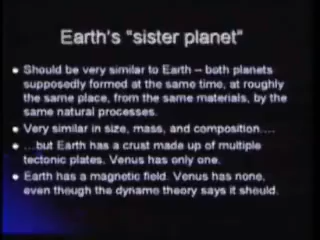 Earth's "sister planet"
• Should be very similar to Earth – both planets
supposedly formed at the same time, at roughly
the same place, from the same materials, by the
same natural processes.
• Very similar in size, mass, and composition….
• …but Earth has a crust made up of multiple
tectonic plates. Venus has only one.
• Earth has a magnetic field. Venus has none,
even though the dynamo theory says it should.